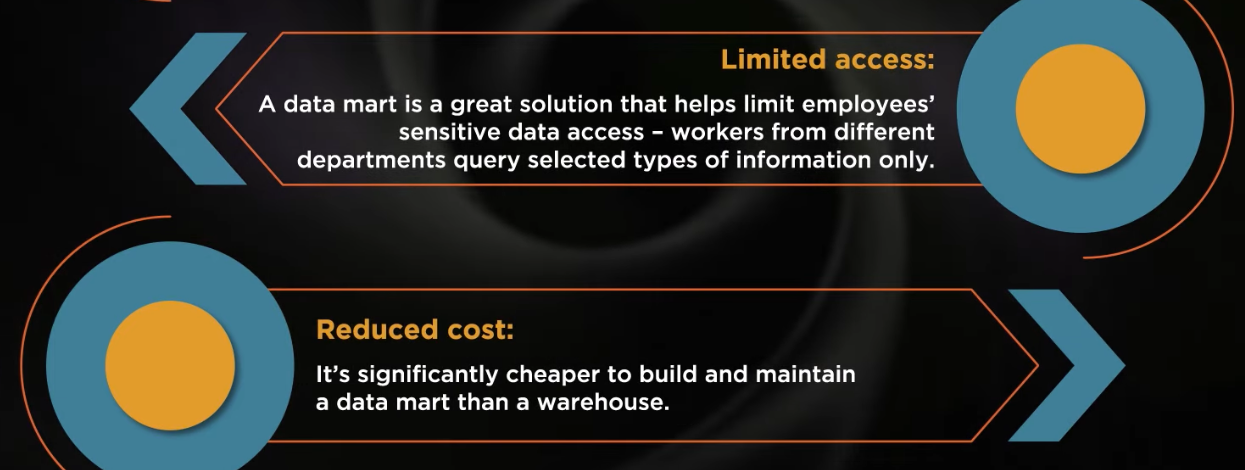 Limited access:
A data mart is a great solution that helps limit employees’
sensitive data access – workers from different
departments query selected types of information only.
Reduced cost:
It’s significantly cheaper to build and maintain
a data mart than a warehouse.